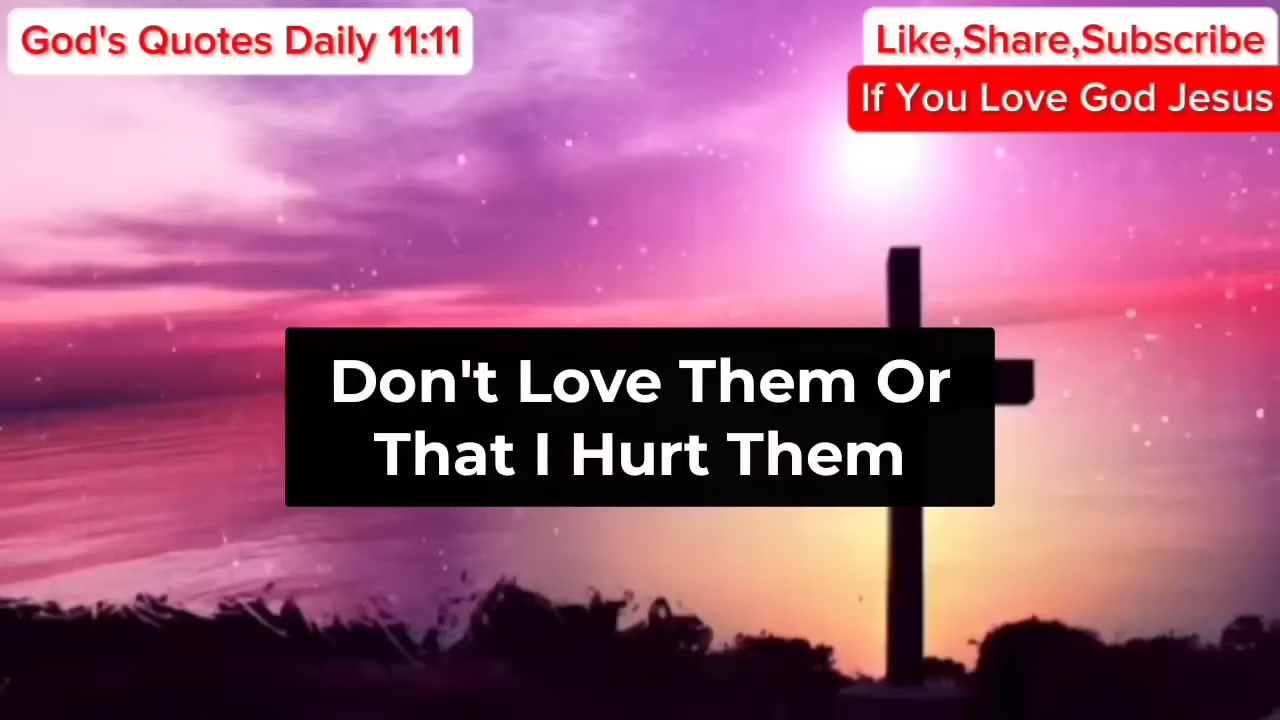 God's Quotes Daily 11:11
Like,Share,Subscribe
If You Love God Jesus
Don't Love Them Or
That I Hurt Them